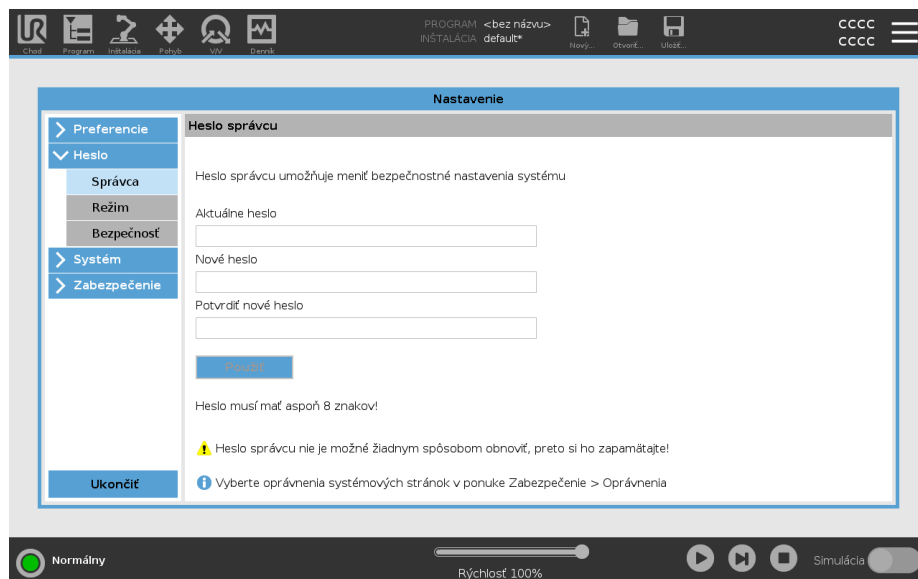 PROGRAM <bez názvu>
INŠTALÁCIA default*
Chod Program Inštalácia Pohyb V/V Denník Nový... Otvoriť... Uložiť...
CCCC
CCCC
Nastavenie
Preferencie
Heslo
Správca
Režim
Bezpečnosť
Systém
Zabezpečenie
Ukončiť
Heslo správcu
Heslo správcu umožňuje meniť bezpečnostné nastavenia systému
Aktuálne heslo
Nové heslo
Potvrdiť nové heslo
Použiť
Heslo musí mať aspoň 8 znakov!
Heslo správcu nie je možné žiadnym spôsobom obnoviť, preto si ho zapamätajte!
Vyberte oprávnenia systémových stránok v ponuke Zabezpečenie > Oprávnenia
Normálny
Rýchlosť 100%
Simulácia